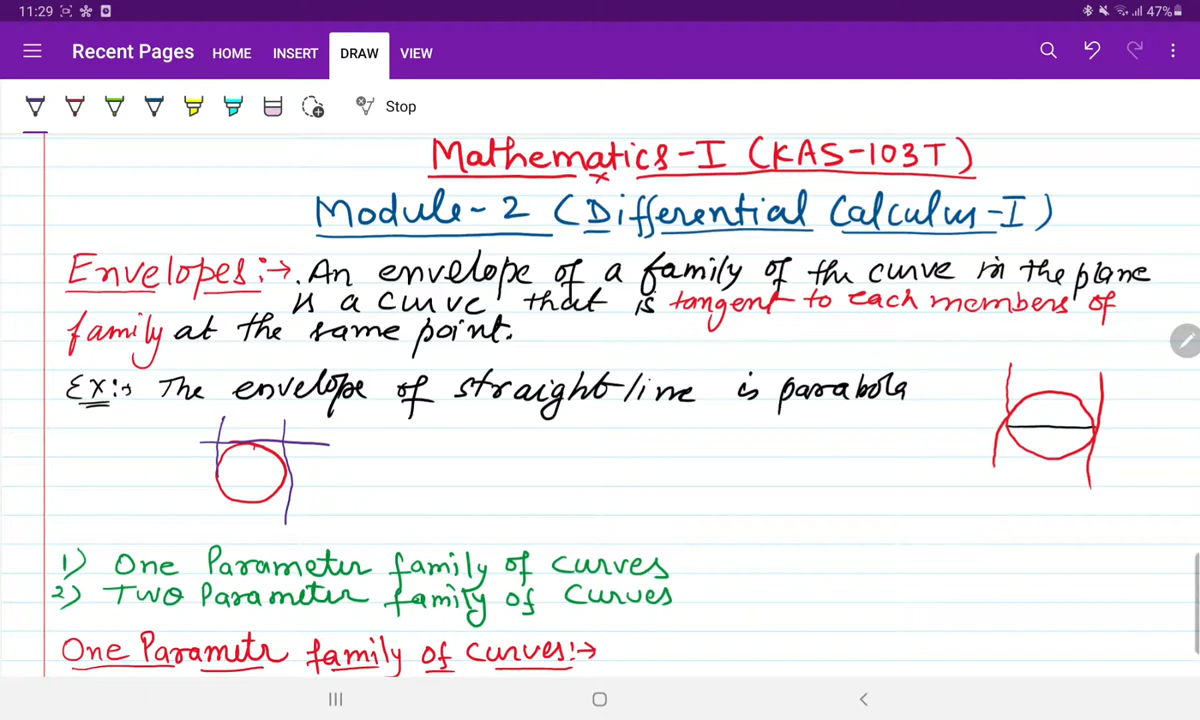 11:29 47%
Recent Pages HOME INSERT DRAW VIEW
Stop
Mathematics-I (KAS-103T)
Module-2 (Differential Calculus-I)
Envelopes:→. An envelope of a family of the curve in the plane
is a curve that is tangent to each members of
family at the same point.
Ex:→ The envelope of straight line is parabola
1) One Parameter family of curves
2) Two Parameter family of Curves
One Parametr family of curves:→